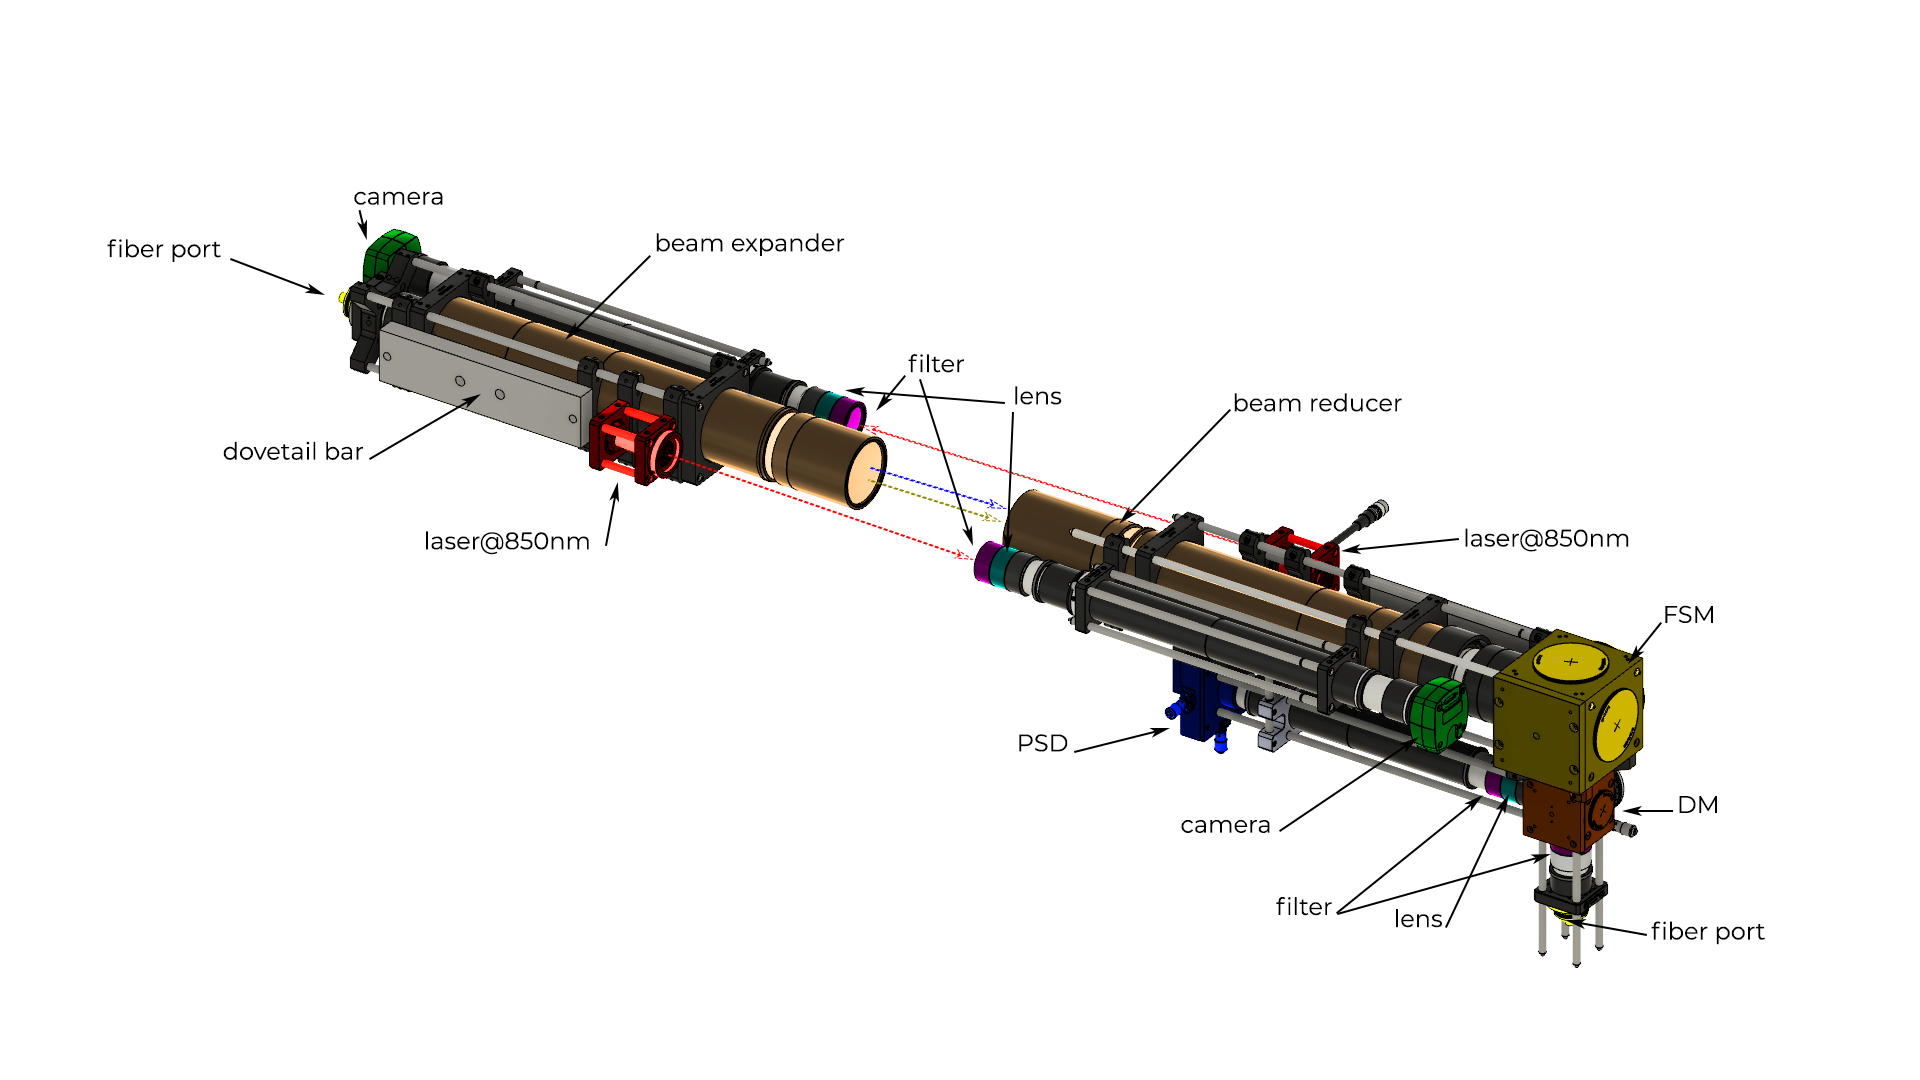 camera
fiber port
beam expander
filter
lens
beam reducer
dovetail bar
laser@850nm
laser@850nm
FSM
PSD
camera
DM
filter
lens
fiber port